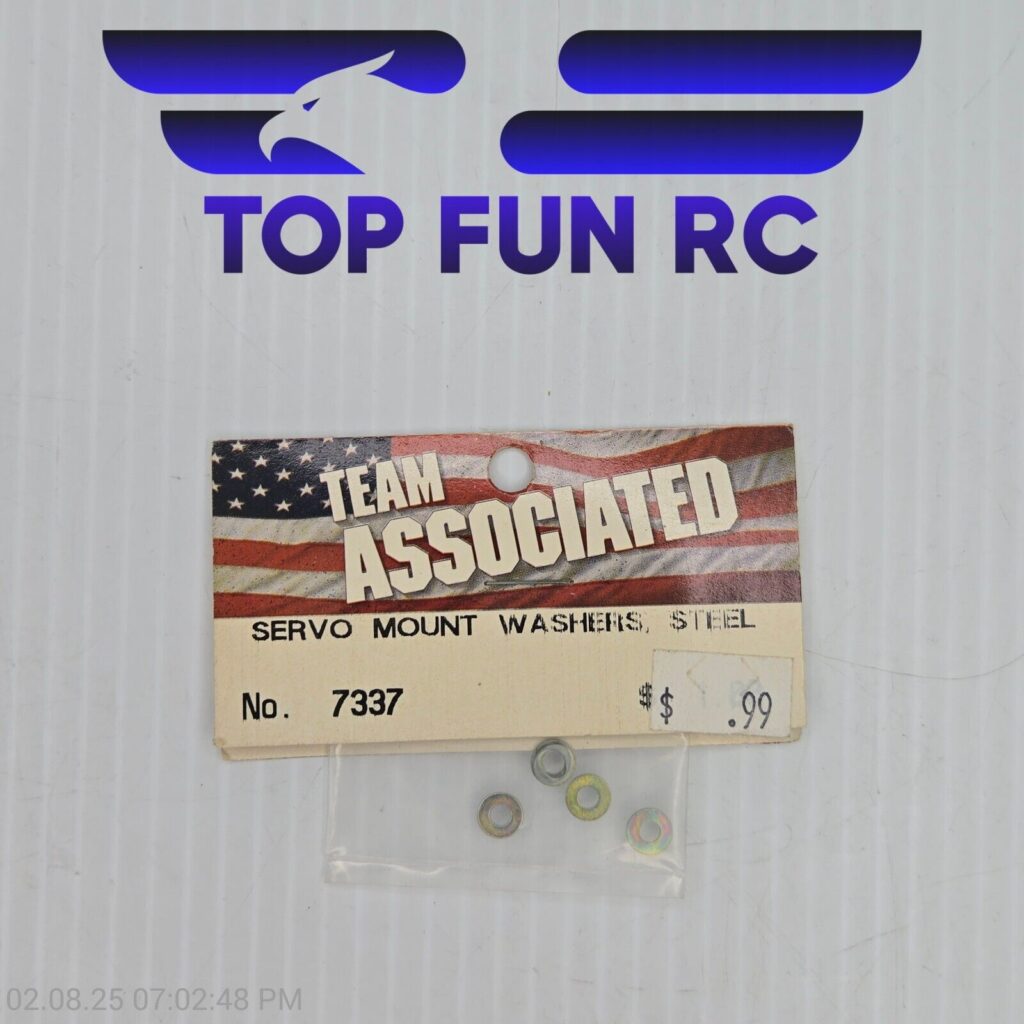 TOP FUN RC
TEAM
ASSOCIATED
SERVO MOUNT WASHERS, STEEL
No. 7337
$ $ .99
02.08.25 07:02:48 PM